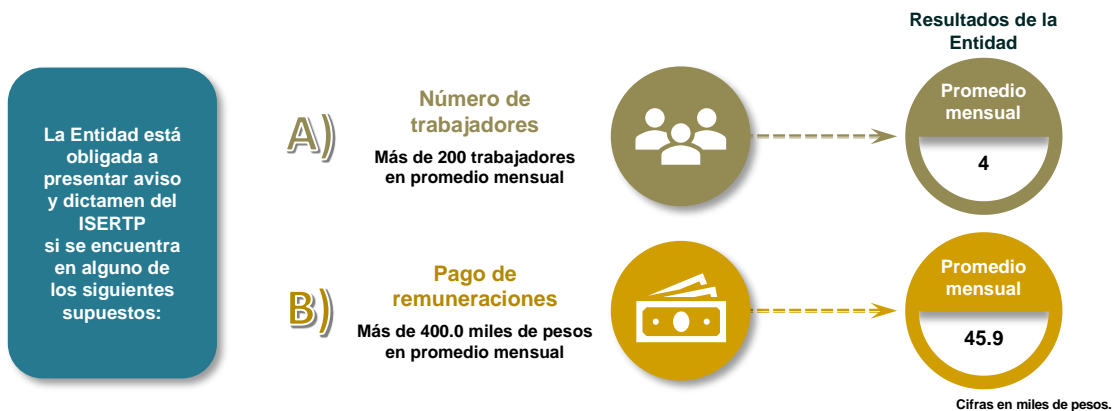 La Entidad está
obligada a
presentar aviso
y dictamen del
ISERTP
si se encuentra
en alguno de
los siguientes
supuestos:
A)
Número de
trabajadores
Más de 200 trabajadores
en promedio mensual
Resultados de la
Entidad
Promedio
mensual
4
B)
Pago de
remuneraciones
Más de 400.0 miles de pesos
en promedio mensual
Promedio
mensual
45.9
Cifras en miles de pesos.